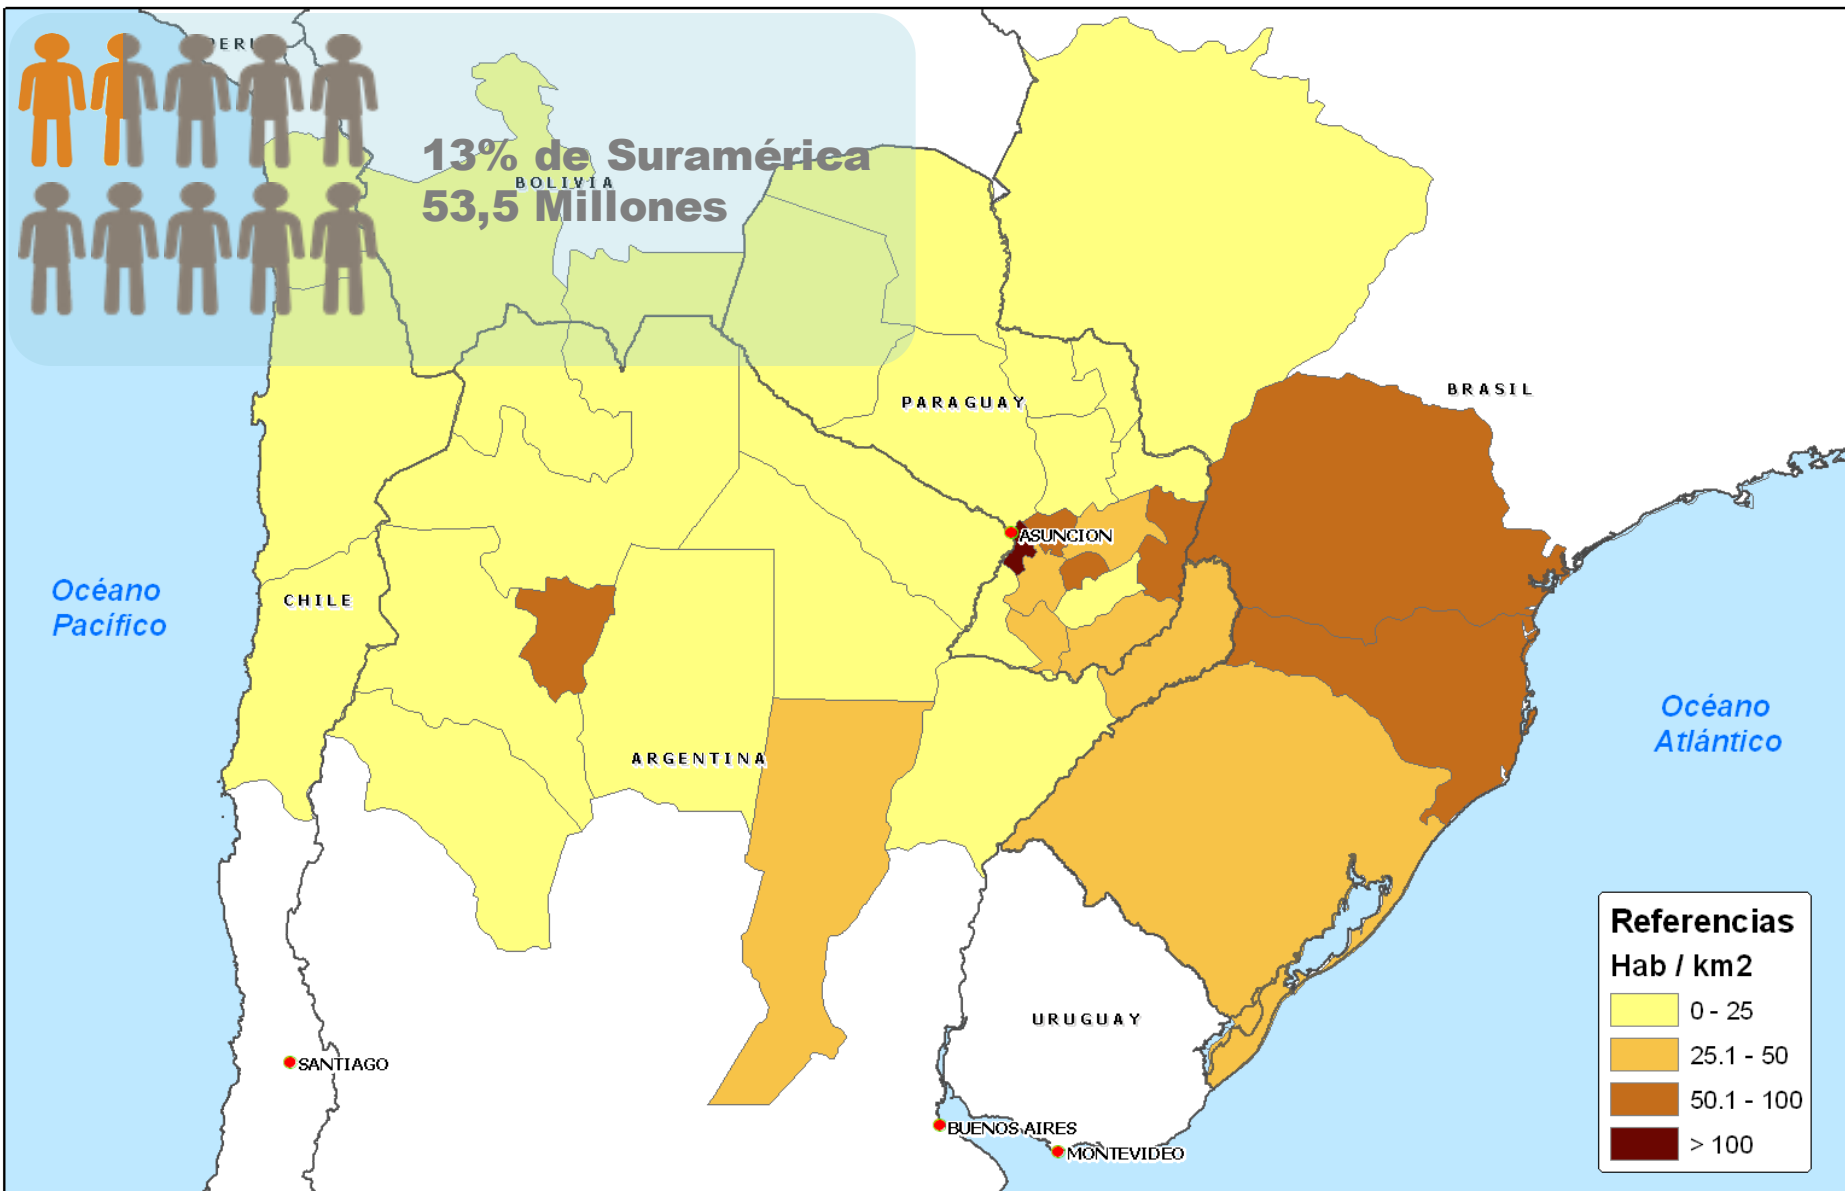 PERU
13% de Suramérica
BOLIVIA
53,5 Millones
BRASIL
PARAGUAY
ASUNCION
Océano
Pacífico
CHILE
Océano
Atlántico
ARGENTINA
Referencias
Hab / km2
0 - 25
25.1 - 50
50.1 - 100
> 100
URUGUAY
SANTIAGO
BUENOS AIRES
MONTEVIDEO